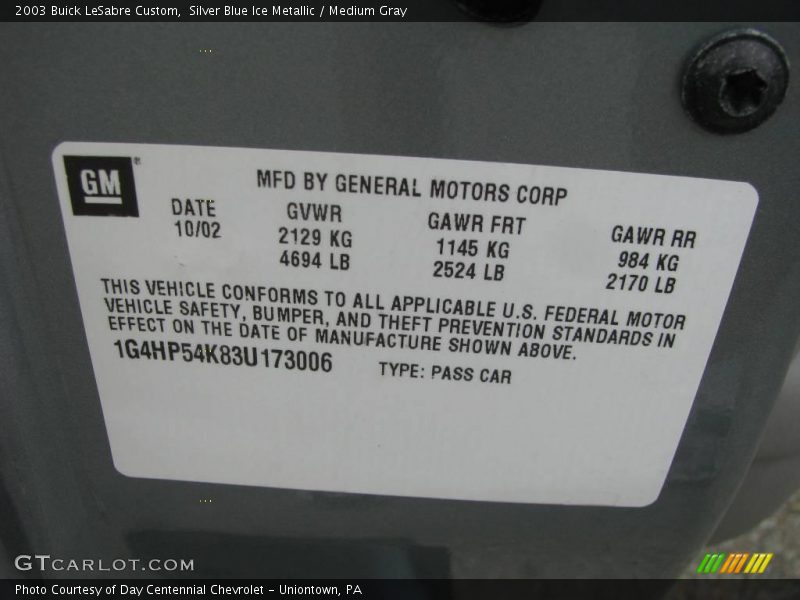 2003 Buick LeSabre Custom, Silver Blue Ice Metallic / Medium Gray
GM®
MFD BY GENERAL MOTORS CORP
DATE GVWR GAWR FRT GAWR RR
10/02 2129 KG 1145 KG 984 KG
4694 LB 2524 LB 2170 LB
THIS VEHICLE CONFORMS TO ALL APPLICABLE U.S. FEDERAL MOTOR
VEHICLE SAFETY, BUMPER, AND THEFT PREVENTION STANDARDS IN
EFFECT ON THE DATE OF MANUFACTURE SHOWN ABOVE.
1G4HP54K83U173006 TYPE: PASS CAR
GTCARLOT.COM
Photo Courtesy of Day Centennial Chevrolet - Uniontown, PA